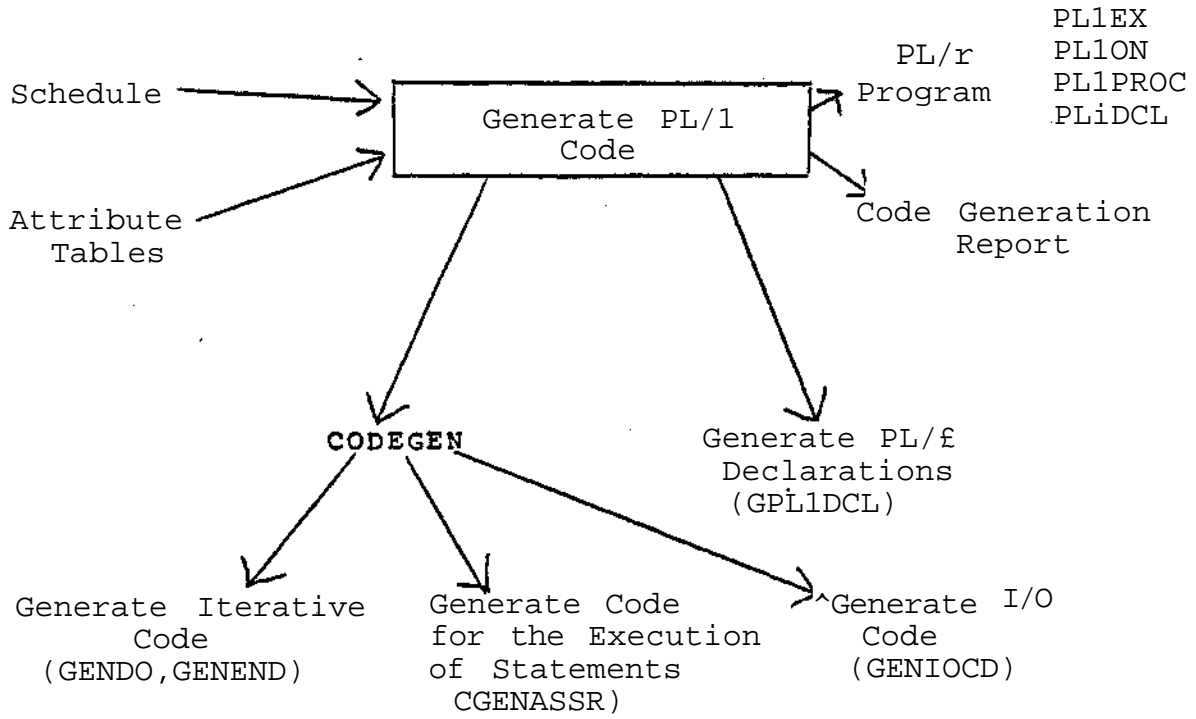 PL1EX
PL1ON
PL1PROC
PLiDCL
PL/r
Program
Schedule
Generate PL/1
Code
Attribute
Tables
Code Generation
Report
CODEGEN
Generate PL/£
Declarations
(GPL1DCL)
Generate Iterative
Code
(GENDO,GENEND)
Generate Code
for the Execution
of Statements
CGENASSR)
^Generate I/O
Code
(GENIOCD)